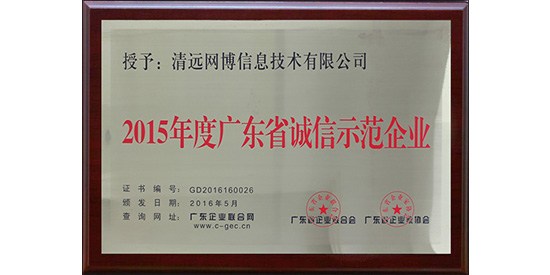 授予：清远网博信息技术有限公司
2015年度广东省诚信示范企业
证书编号：GD2016160026
颁发日期：2016年5月
查询网址：广东企业联合网
www.c-gec.cn
广东省企业联合会 广东省企业家协会